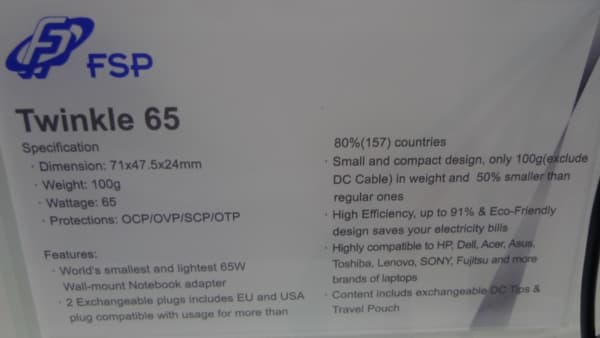 FSP
Twinkle 65
Specification
· Dimension: 71x47.5x24mm
· Weight: 100g
· Wattage: 65
· Protections: OCP/OVP/SCP/OTP
Features:
· World's smallest and lightest 65W
Wall-mount Notebook adapter
· 2 Exchangeable plugs includes EU and USA
plug compatible with usage for more than
80%(157) countries
· Small and compact design, only 100g(exclude
DC Cable) in weight and 50% smaller than
regular ones
· High Efficiency, up to 91% & Eco-Friendly
design saves your electricity bills
· Highly compatible to HP, Dell, Acer, Asus,
Toshiba, Lenovo, SONY, Fujitsu and more
brands of laptops
· Content includs exchangeable DC Tips &
Travel Pouch